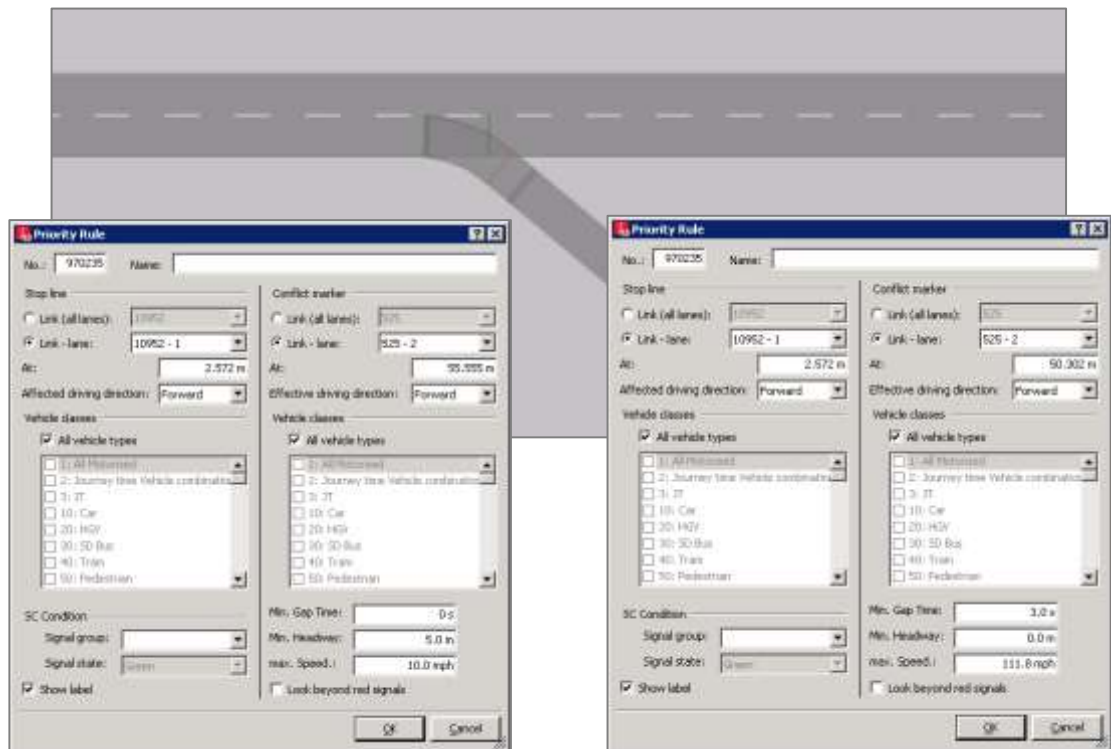 Priority Rule
No.: 970235 Name:
Stop line
Link (all lanes): 10952
Link - lane: 10952 - 1
At: 2.572 m
Affected driving direction: Forward
Vehicle classes
All vehicle types
1: All Motorised
2: Journey time Vehicle combinatio
3: JT
10: Car
20: HGV
30: SD Bus
40: Tram
50: Pedestrian
SC Condition
Signal group:
Signal state: Green
Show label
Conflict marker
Link (all lanes): 525
Link - lane: 525 - 2
At: 55.555 m
Effective driving direction: Forward
Vehicle classes
All vehicle types
1: All Motorised
2: Journey time Vehicle combinatio
3: JT
10: Car
20: HGV
30: SD Bus
40: Tram
50: Pedestrian
Min. Gap Time: 0 s
Min. Headway: 5.0 m
max. Speed.: 10.0 mph
Look beyond red signals
OK Cancel
Priority Rule
No.: 970235 Name:
Stop line
Link (all lanes): 10952
Link - lane: 10952 - 1
At: 2.572 m
Affected driving direction: Forward
Vehicle classes
All vehicle types
1: All Motorised
2: Journey time Vehicle combinatio
3: JT
10: Car
20: HGV
30: SD Bus
40: Tram
50: Pedestrian
SC Condition
Signal group:
Signal state: Green
Show label
Conflict marker
Link (all lanes): 525
Link - lane: 525 - 2
At: 50.302 m
Effective driving direction: Forward
Vehicle classes
All vehicle types
1: All Motorised
2: Journey time Vehicle combinatio
3: JT
10: Car
20: HGV
30: SD Bus
40: Tram
50: Pedestrian
Min. Gap Time: 3.0 s
Min. Headway: 0.0 m
max. Speed.: 111.8 mph
Look beyond red signals
OK Cancel